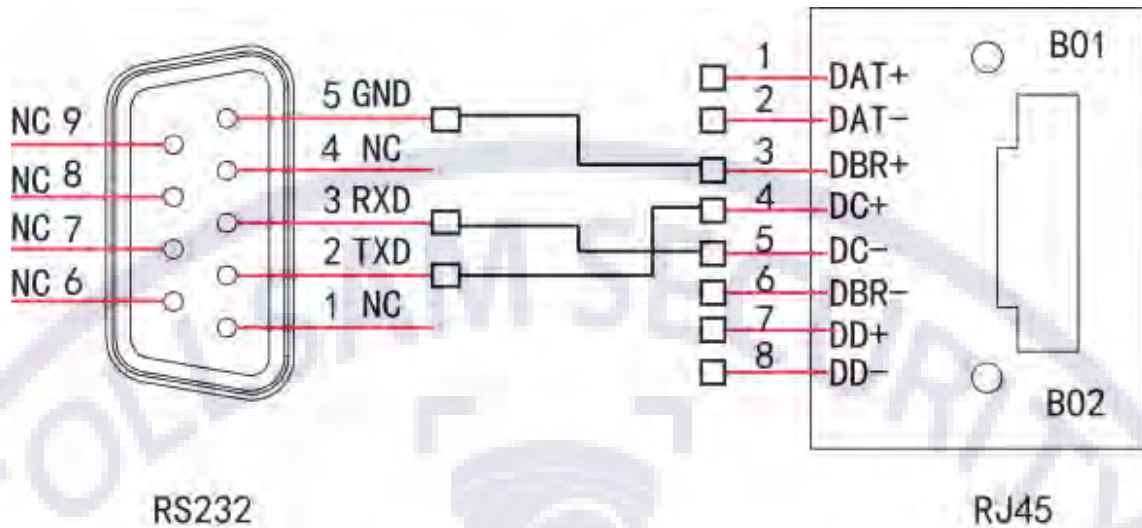 5 GND
NC 9
4 NC
NC 8
3 RXD
NC 7
2 TXD
NC 6
1 NC
RS232
1 DAT+
2 DAT-
3 DBR+
4 DC+
5 DC-
6 DBR-
7 DD+
8 DD-
B01
B02
RJ45